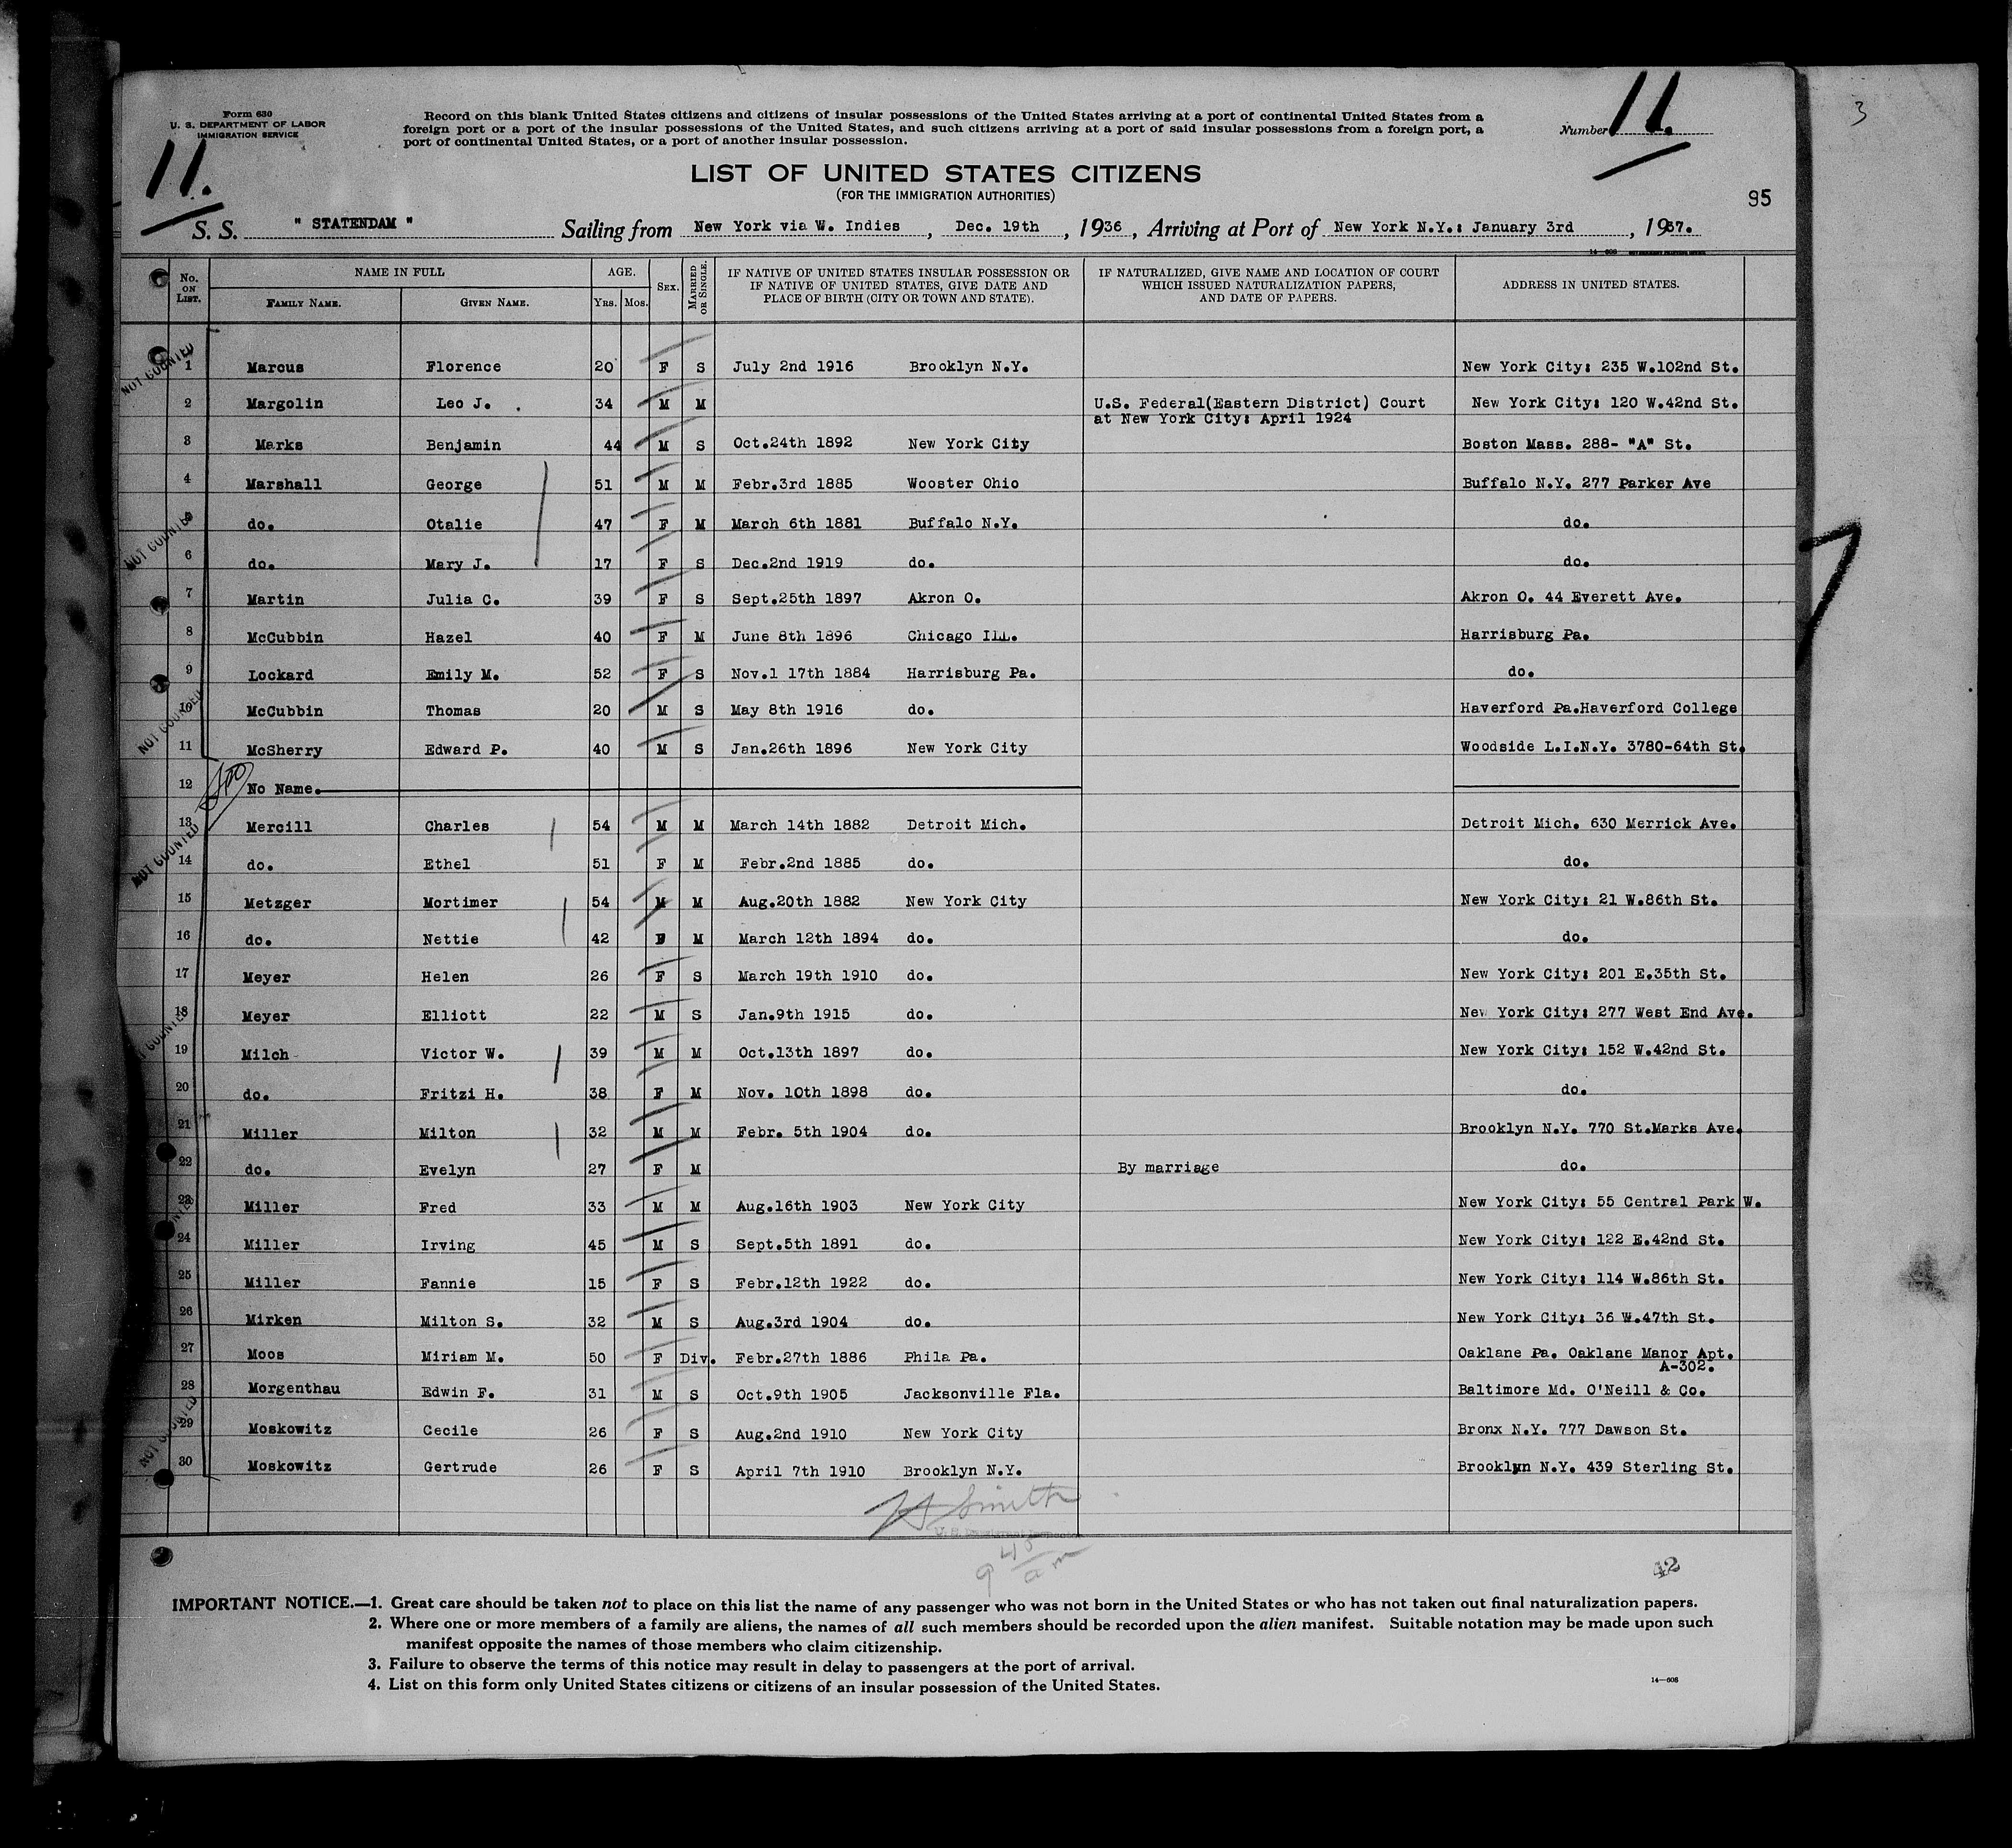 Form 630
U. S. DEPARTMENT OF LABOR
IMMIGRATION SERVICE
11.
Record on this blank United States citizens and citizens of insular possessions of the United States arriving at a port of continental United States from a
foreign port or a port of the insular possessions of the United States, and such citizens arriving at a port of said insular possessions from a foreign port, a
port of continental United States, or a port of another insular possession.
Number 11.
3
LIST OF UNITED STATES CITIZENS
(FOR THE IMMIGRATION AUTHORITIES)
95
S. S. " STATENDAM " Sailing from New York via W. Indies , Dec. 19th , 1936 , Arriving at Port of New York N.Y.: January 3rd , 1937.
No. ON LIST. NAME IN FULL FAMILY NAME. GIVEN NAME. AGE. YRS. MOS. SEX. MARRIED OR SINGLE. IF NATIVE OF UNITED STATES INSULAR POSSESSION OR IF NATIVE OF UNITED STATES, GIVE DATE AND PLACE OF BIRTH (CITY OR TOWN AND STATE). IF NATURALIZED, GIVE NAME AND LOCATION OF COURT WHICH ISSUED NATURALIZATION PAPERS, AND DATE OF PAPERS. ADDRESS IN UNITED STATES.
1 Marcus Florence 20 F S July 2nd 1916 Brooklyn N.Y. New York City: 235 W.102nd St.
2 Margolin Leo J. 34 M M U.S. Federal(Eastern District) Court New York City: 120 W.42nd St.
at New York City: April 1924
3 Marks Benjamin 44 M S Oct.24th 1892 New York City Boston Mass. 288- "A" St.
4 Marshall George 51 M M Febr.3rd 1885 Wooster Ohio Buffalo N.Y. 277 Parker Ave
5 do. Otalie 47 F M March 6th 1881 Buffalo N.Y. do.
6 do. Mary J. 17 F S Dec.2nd 1919 do. do.
7 Martin Julia C. 39 F S Sept.25th 1897 Akron O. Akron O. 44 Everett Ave.
8 McCubbin Hazel 40 F M June 8th 1896 Chicago Ill. Harrisburg Pa.
9 Lockard Emily M. 52 F S Nov.1 17th 1884 Harrisburg Pa. do.
10 McCubbin Thomas 20 M S May 8th 1916 do. Haverford Pa.Haverford College
11 McSherry Edward P. 40 M S Jan.26th 1896 New York City Woodside L.I.N.Y. 3780-64th St.
12 No Name.
13 Mercill Charles 54 M M March 14th 1882 Detroit Mich. Detroit Mich. 630 Merrick Ave.
14 do. Ethel 51 F M Febr.2nd 1885 do. do.
15 Metzger Mortimer 54 M M Aug.20th 1882 New York City New York City: 21 W.86th St.
16 do. Nettie 42 F M March 12th 1894 do. do.
17 Meyer Helen 26 F S March 19th 1910 do. New York City: 201 E.35th St.
18 Meyer Elliott 22 M S Jan.9th 1915 do. New York City: 277 West End Ave.
19 Milch Victor W. 39 M M Oct.13th 1897 do. New York City: 152 W.42nd St.
20 do. Fritzi H. 38 F M Nov. 10th 1898 do. do.
21 Miller Milton 32 M M Febr. 5th 1904 do. Brooklyn N.Y. 770 St.Marks Ave.
22 do. Evelyn 27 F M By marriage do.
23 Miller Fred 33 M M Aug.16th 1903 New York City New York City: 55 Central Park W.
24 Miller Irving 45 M S Sept.5th 1891 do. New York City: 122 E.42nd St.
25 Miller Fannie 15 F S Febr.12th 1922 do. New York City: 114 W.86th St.
26 Mirken Milton S. 32 M S Aug.3rd 1904 do. New York City: 36 W.47th St.
27 Moos Miriam M. 50 F Div. Febr.27th 1886 Phila Pa. Oaklane Pa. Oaklane Manor Apt.
A-302.
28 Morgenthau Edwin F. 31 M S Oct.9th 1905 Jacksonville Fla. Baltimore Md. O'Neill & Co.
29 Moskowitz Cecile 26 F S Aug.2nd 1910 New York City Bronx N.Y. 777 Dawson St.
30 Moskowitz Gertrude 26 F S April 7th 1910 Brooklyn N.Y. Brooklyn N.Y. 439 Sterling St.
NOT COUNTED
NOT COUNTED
NOT COUNTED
NOT COUNTED
Smith
9 45 am
42
IMPORTANT NOTICE.—1. Great care should be taken not to place on this list the name of any passenger who was not born in the United States or who has not taken out final naturalization papers.
2. Where one or more members of a family are aliens, the names of all such members should be recorded upon the alien manifest. Suitable notation may be made upon such
manifest opposite the names of those members who claim citizenship.
3. Failure to observe the terms of this notice may result in delay to passengers at the port of arrival.
4. List on this form only United States citizens or citizens of an insular possession of the United States.
14—606